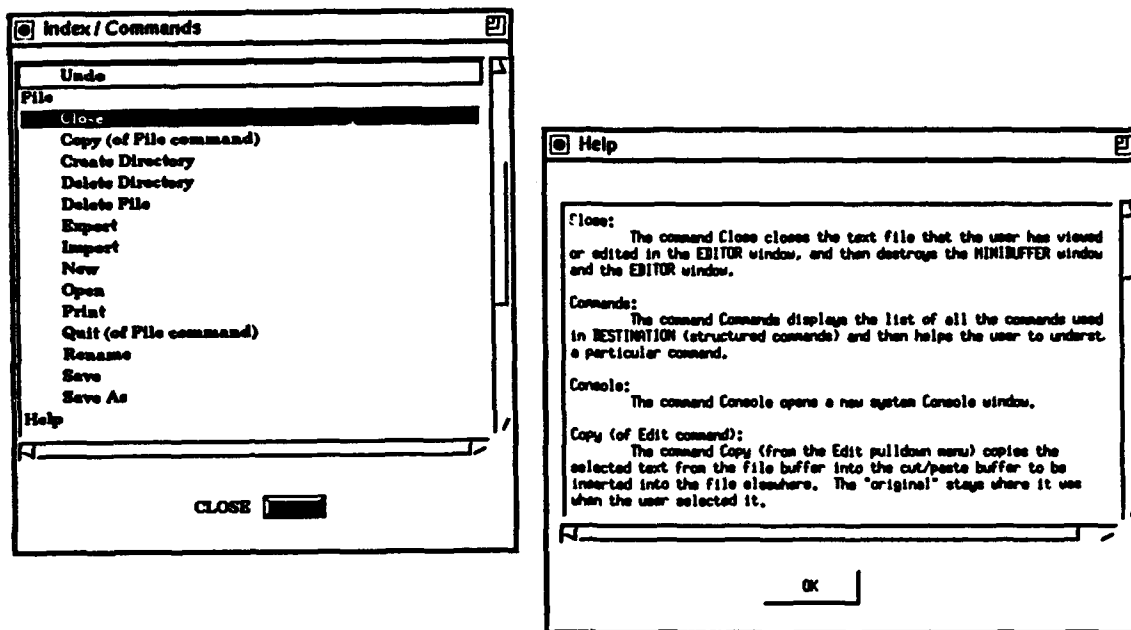 Index / Commands
Undo
File
Close
Copy (of File command)
Create Directory
Delete Directory
Delete File
Export
Import
New
Open
Print
Quit (of File command)
Rename
Save
Save As
Help
CLOSE
Help
Close:
The command Close closes the text file that the user has viewed
or edited in the EDITOR window, and then destroys the MINIBUFFER window
and the EDITOR window.
Commands:
The command Commands displays the list of all the commands used
in DESTINATION (structured commands) and then helps the user to underst
a particular command.
Console:
The command Console opens a new system Console window.
Copy (of Edit command):
The command Copy (from the Edit pulldown menu) copies the
selected text from the file buffer into the cut/paste buffer to be
inserted into the file elsewhere. The "original" stays where it was
when the user selected it.
OK